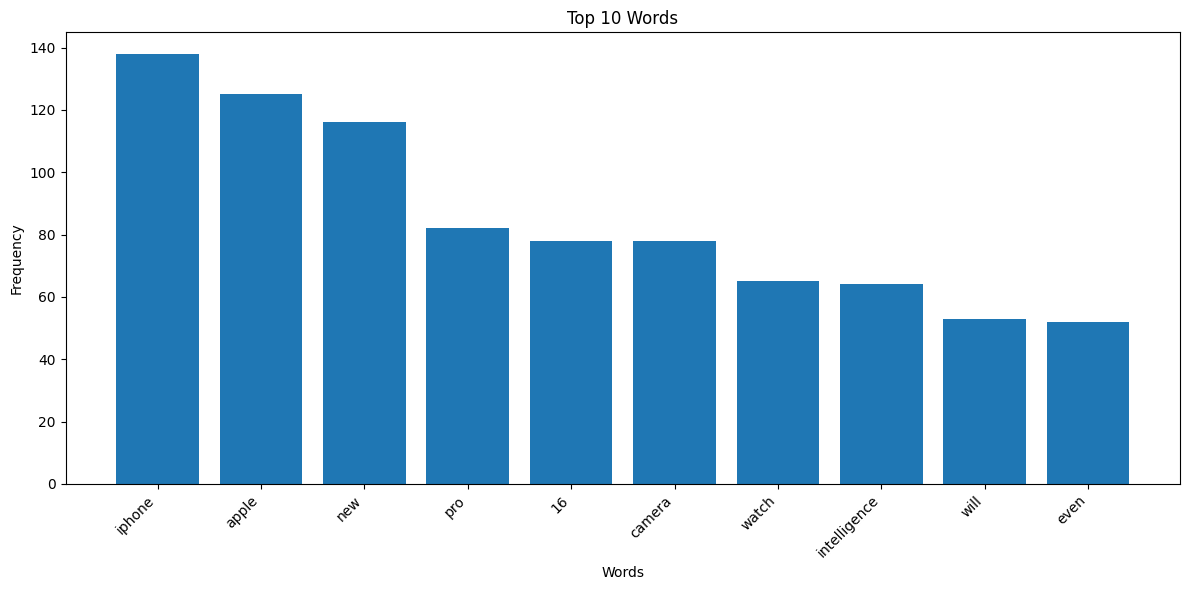 Top 10 Words
Frequency
140
120
100
80
60
40
20
0
iphone
apple
new
pro
16
camera
watch
intelligence
will
even
Words